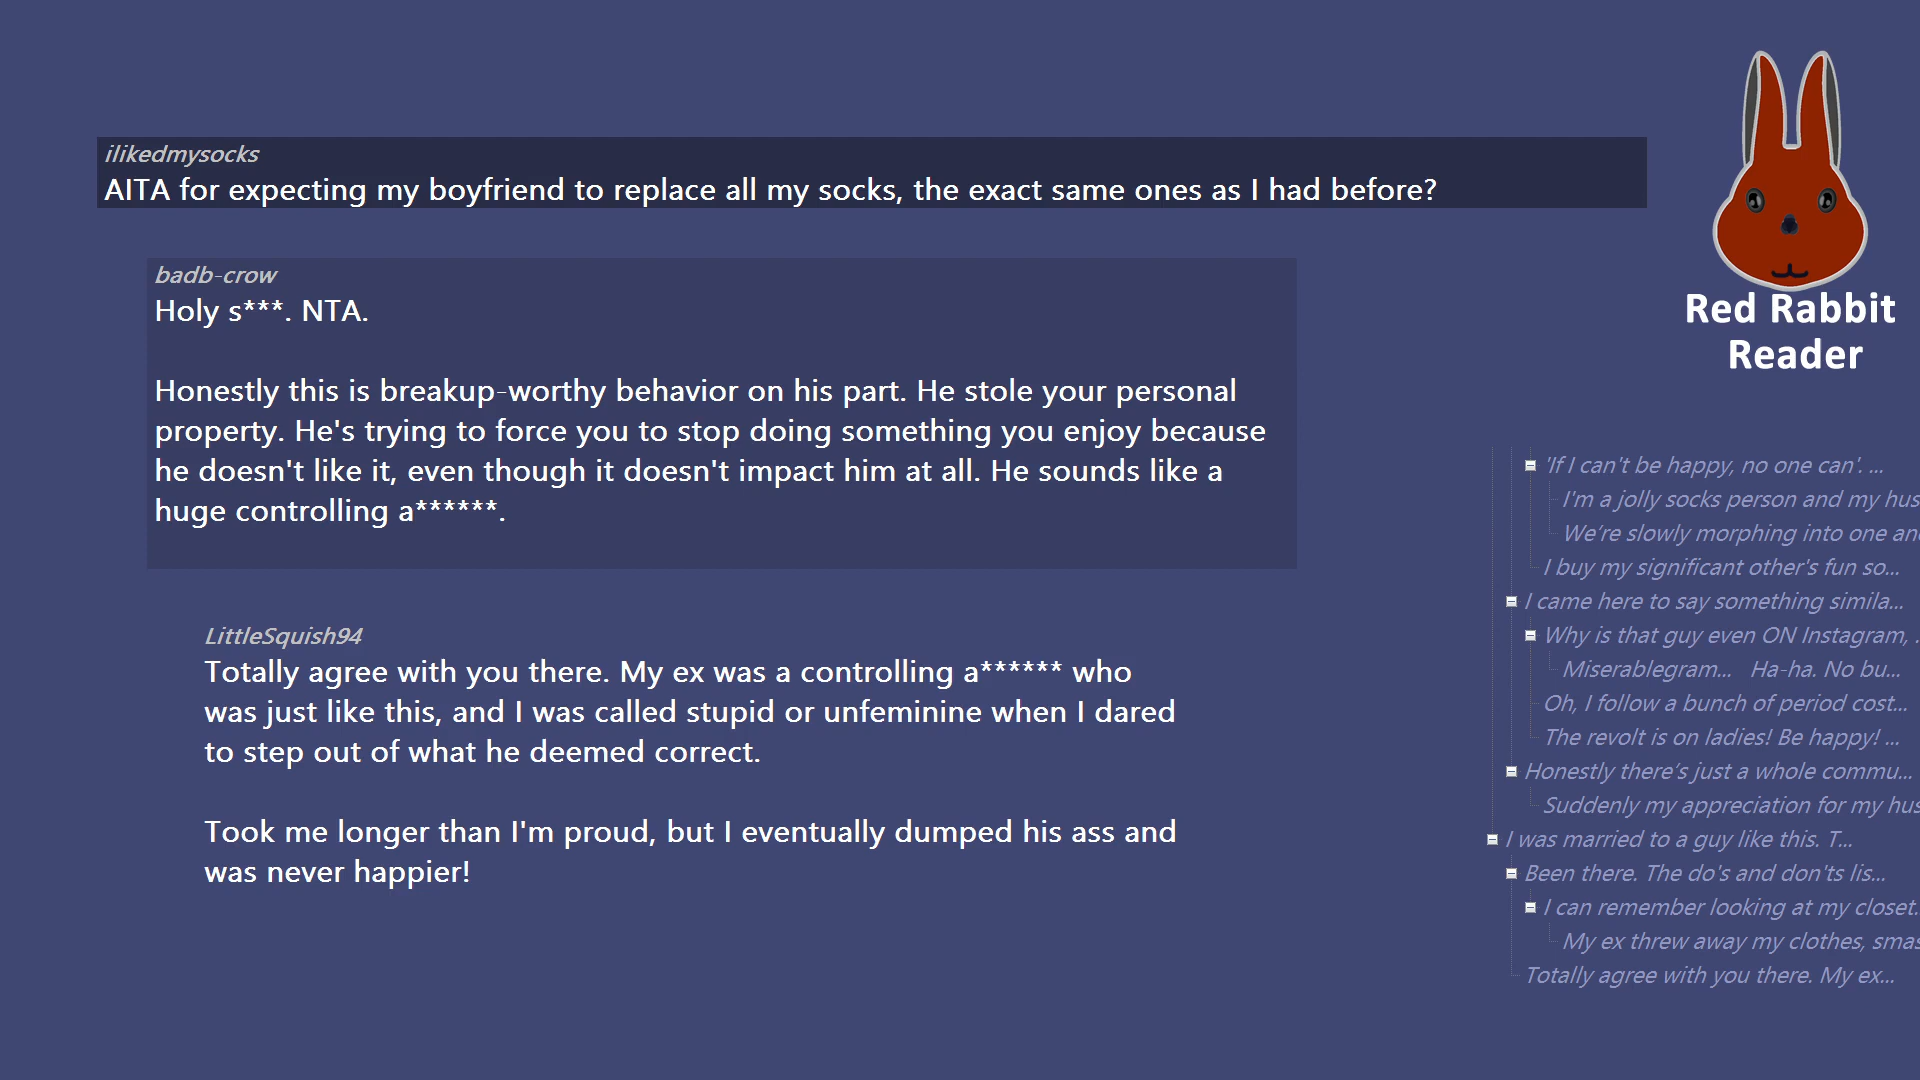 ilikedmysocks
AITA for expecting my boyfriend to replace all my socks, the exact same ones as I had before?
badb-crow
Holy s***. NTA.
Honestly this is breakup-worthy behavior on his part. He stole your personal
property. He's trying to force you to stop doing something you enjoy because
he doesn't like it, even though it doesn't impact him at all. He sounds like a
huge controlling a******.
LittleSquish94
Totally agree with you there. My ex was a controlling a****** who
was just like this, and I was called stupid or unfeminine when I dared
to step out of what he deemed correct.
Took me longer than I'm proud, but I eventually dumped his ass and
was never happier!
Red Rabbit
Reader
'If I can't be happy, no one can'. ...
I'm a jolly socks person and my hus
We’re slowly morphing into one an
I buy my significant other's fun so...
I came here to say something simila...
Why is that guy even ON Instagram, .
Miserablegram... Ha-ha. No bu...
Oh, I follow a bunch of period cost...
The revolt is on ladies! Be happy! ...
Honestly there’s just a whole commu...
Suddenly my appreciation for my hus
I was married to a guy like this. T...
Been there. The do's and don'ts lis...
I can remember looking at my closet.
My ex threw away my clothes, smas
Totally agree with you there. My ex...